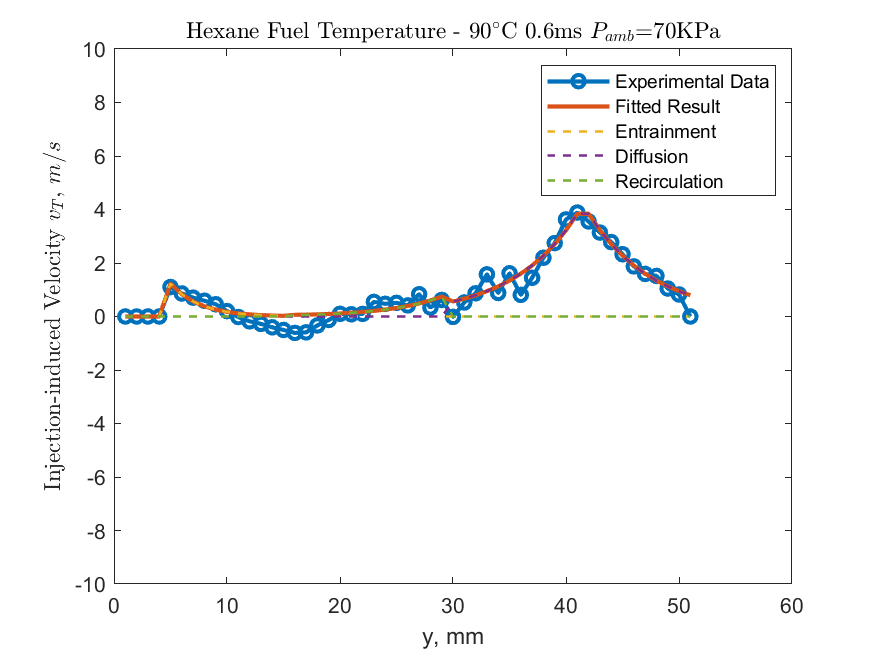 Hexane Fuel Temperature - 90°C 0.6ms P_amb=70KPa
10
8
6
4
2
0
-2
-4
-6
-8
-10
Injection-induced Velocity v_T, m/s
Experimental Data
Fitted Result
Entrainment
Diffusion
Recirculation
0 10 20 30 40 50 60
y, mm